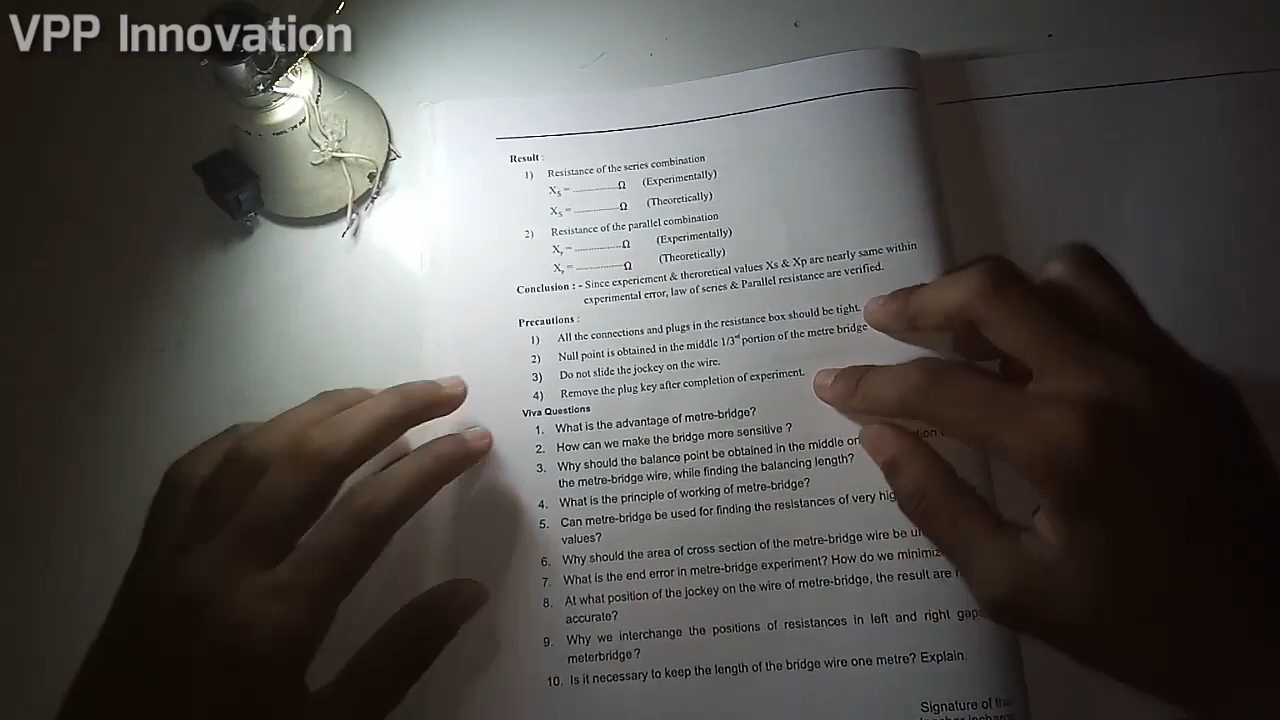 VPP Innovation
Result :
1) Resistance of the series combination
Xs = ................Ω (Experimentally)
Xs = ................Ω (Theoretically)
2) Resistance of the parallel combination
X, = ................Ω (Experimentally)
X, = ................Ω (Theoretically)
Conclusion : - Since experiement & theroretical values Xs & Xp are nearly same within
experimental error, law of series & Parallel resistance are verified.
Precautions :
1) All the connections and plugs in the resistance box should be tight.
2) Null point is obtained in the middle 1/3rd portion of the metre bridge
3) Do not slide the jockey on the wire.
4) Remove the plug key after completion of experiment.
Viva Questions
1. What is the advantage of metre-bridge?
2. How can we make the bridge more sensitive ?
3. Why should the balance point be obtained in the middle
the metre-bridge wire, while finding the balancing length?
4. What is the principle of working of metre-bridge?
5. Can metre-bridge be used for finding the resistances of very
values?
6. Why should the area of cross section of the metre-bridge wire be
7. What is the end error in metre-bridge experiment? How do we
8. At what position of the jockey on the wire of metre-bridge, the result are
accurate?
9. Why we interchange the positions of resistances in left and right
meterbridge ?
10. Is it necessary to keep the length of the bridge wire one metre? Explain.
Signature of